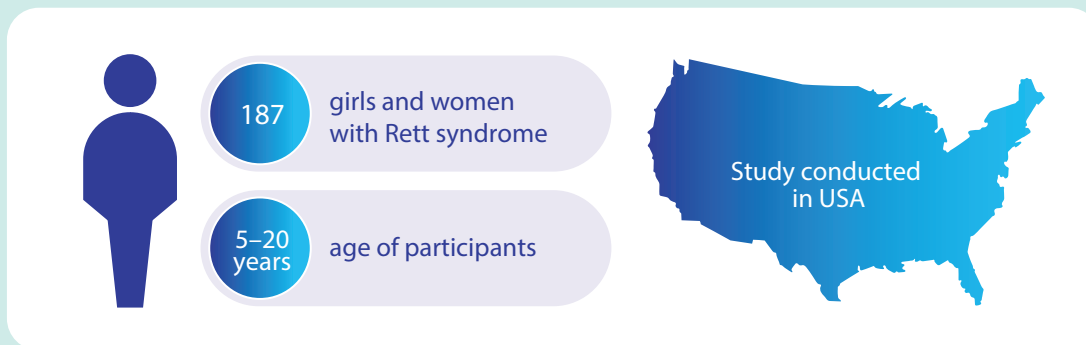 187
girls and women
with Rett syndrome
5–20
years
age of participants
Study conducted
in USA